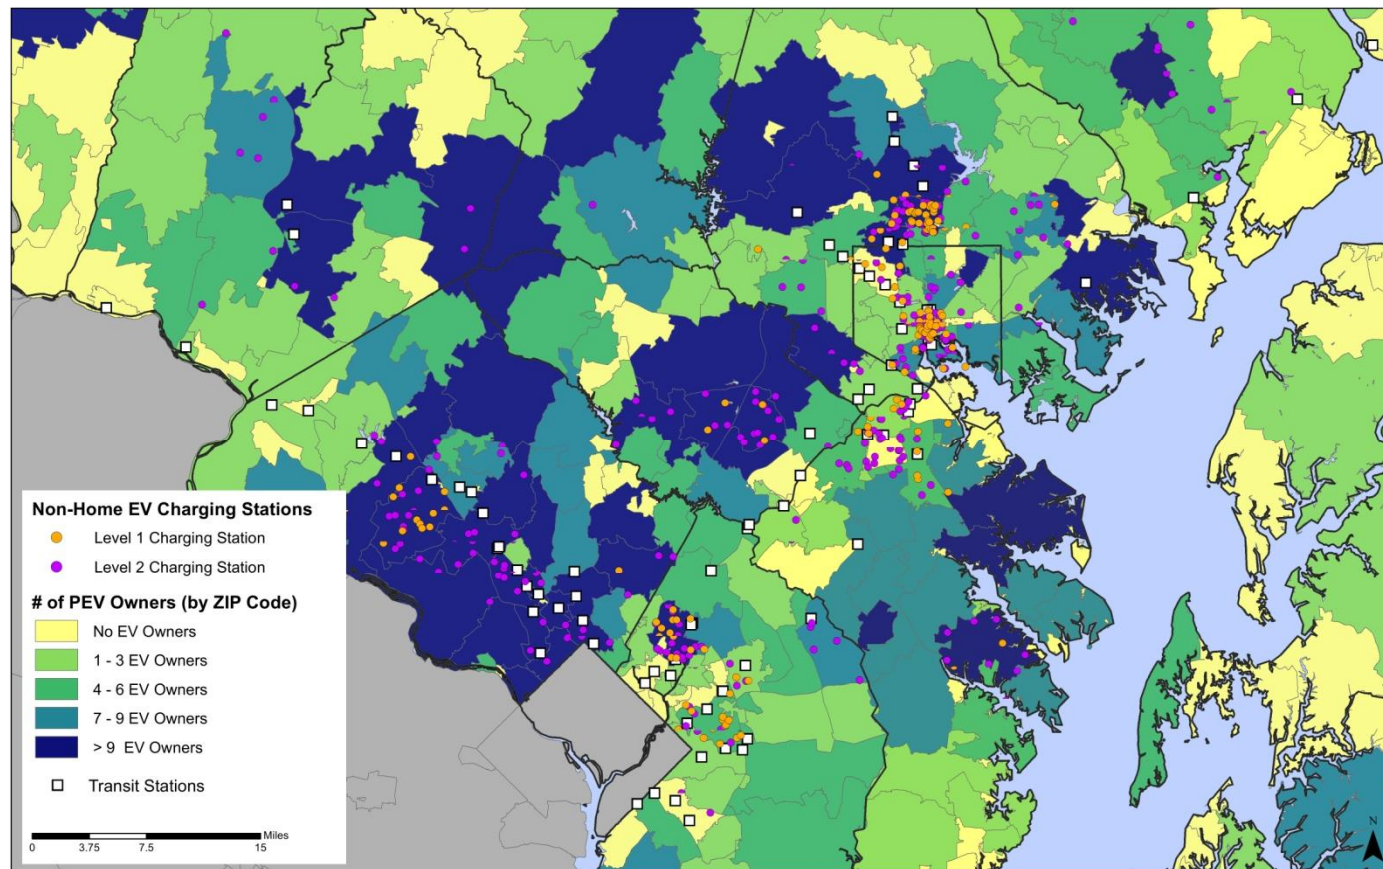 Non-Home EV Charging Stations
Level 1 Charging Station
Level 2 Charging Station
# of PEV Owners (by ZIP Code)
No EV Owners
1 - 3 EV Owners
4 - 6 EV Owners
7 - 9 EV Owners
> 9 EV Owners
Transit Stations
Miles
0 3.75 7.5 15
N